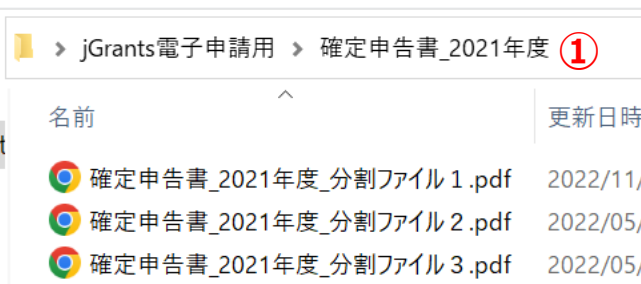 jGrants電子申請用 > 確定申告書_2021年度 ①
名前 更新日時
確定申告書_2021年度_分割ファイル１.pdf 2022/11/
確定申告書_2021年度_分割ファイル２.pdf 2022/05/
確定申告書_2021年度_分割ファイル３.pdf 2022/05/